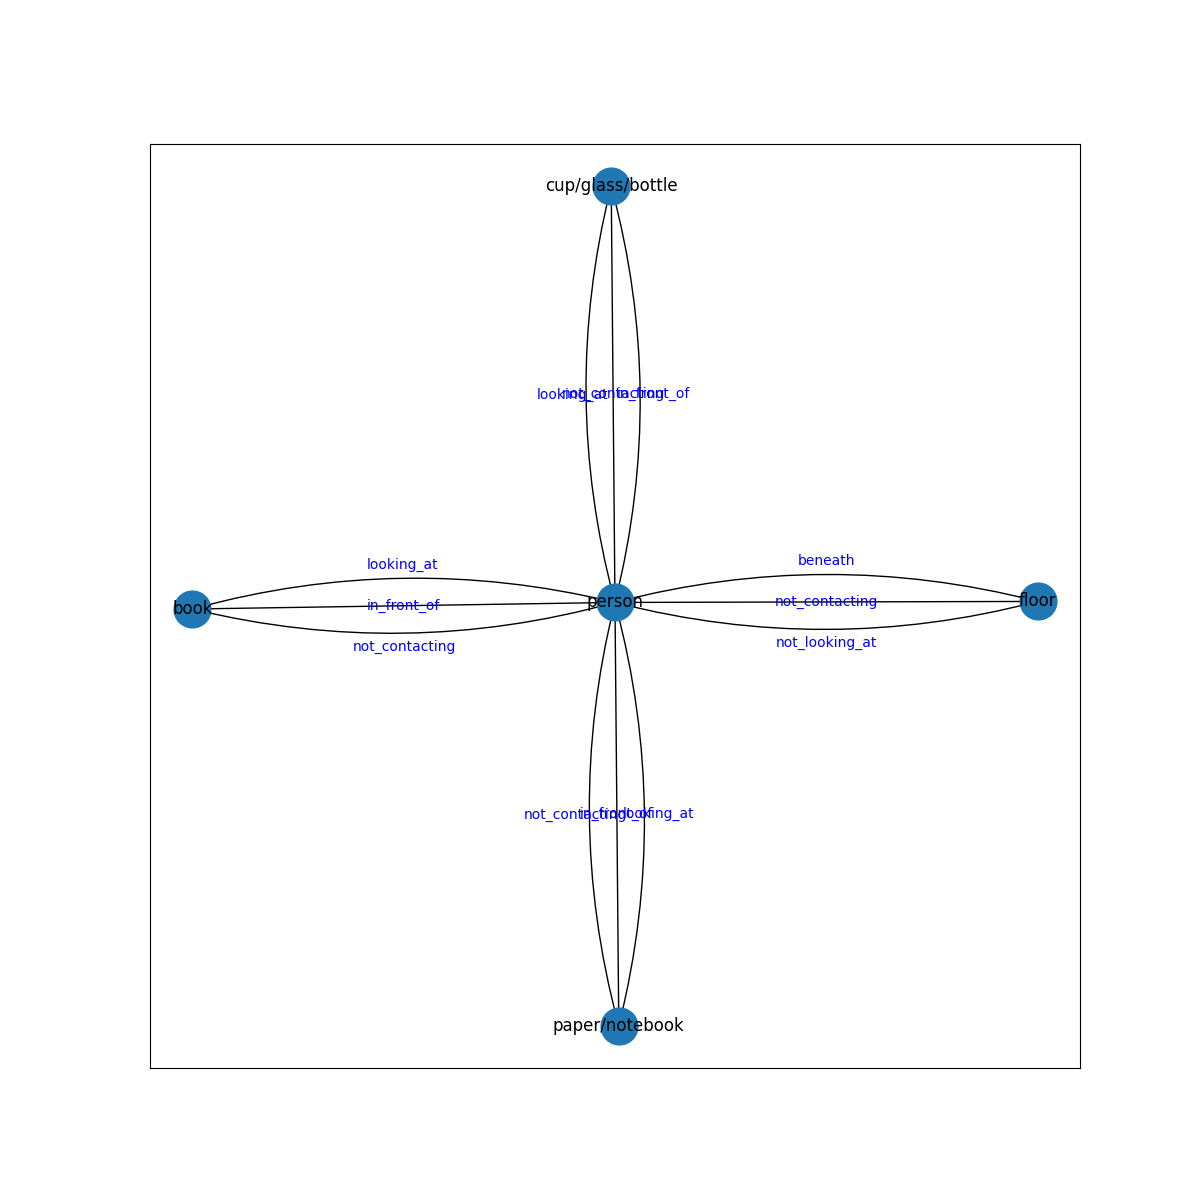 cup/glass/bottle
looking_at
not_contacting
in_front_of
looking_at
beneath
book
in_front_of
person
not_contacting
floor
not_contacting
not_looking_at
not_contacting
in_front_of
looking_at
paper/notebook